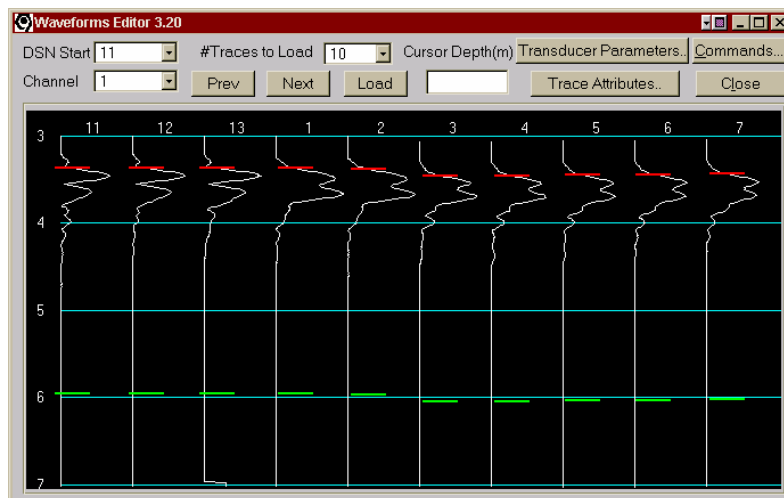 Waveforms Editor 3.20
DSN Start 11 #Traces to Load 10 Cursor Depth(m) Transducer Parameters.. Commands...
Channel 1 Prev Next Load Trace Attributes.. Close
11 12 13 1 2 3 4 5 6 7
3
4
5
6
7